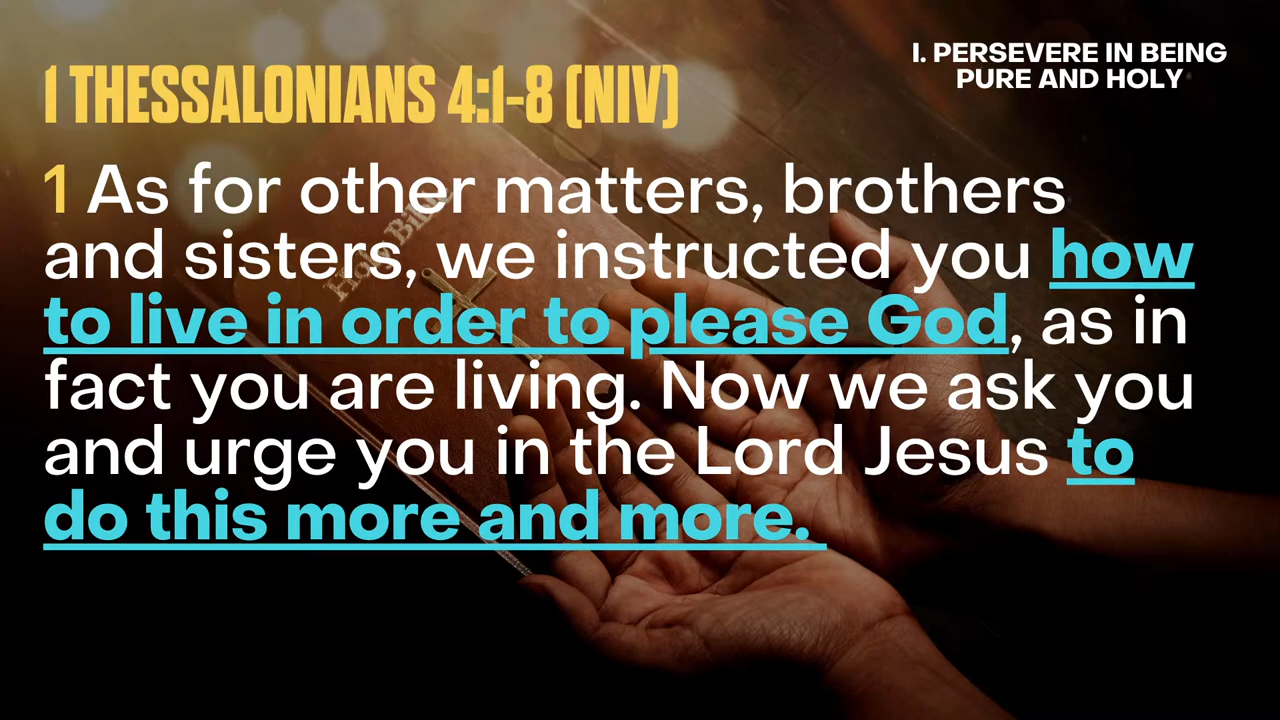 I. PERSEVERE IN BEING
PURE AND HOLY
1 THESSALONIANS 4:1-8 (NIV)
1 As for other matters, brothers
and sisters, we instructed you how
to live in order to please God, as in
fact you are living. Now we ask you
and urge you in the Lord Jesus to
do this more and more.
Holy Bible